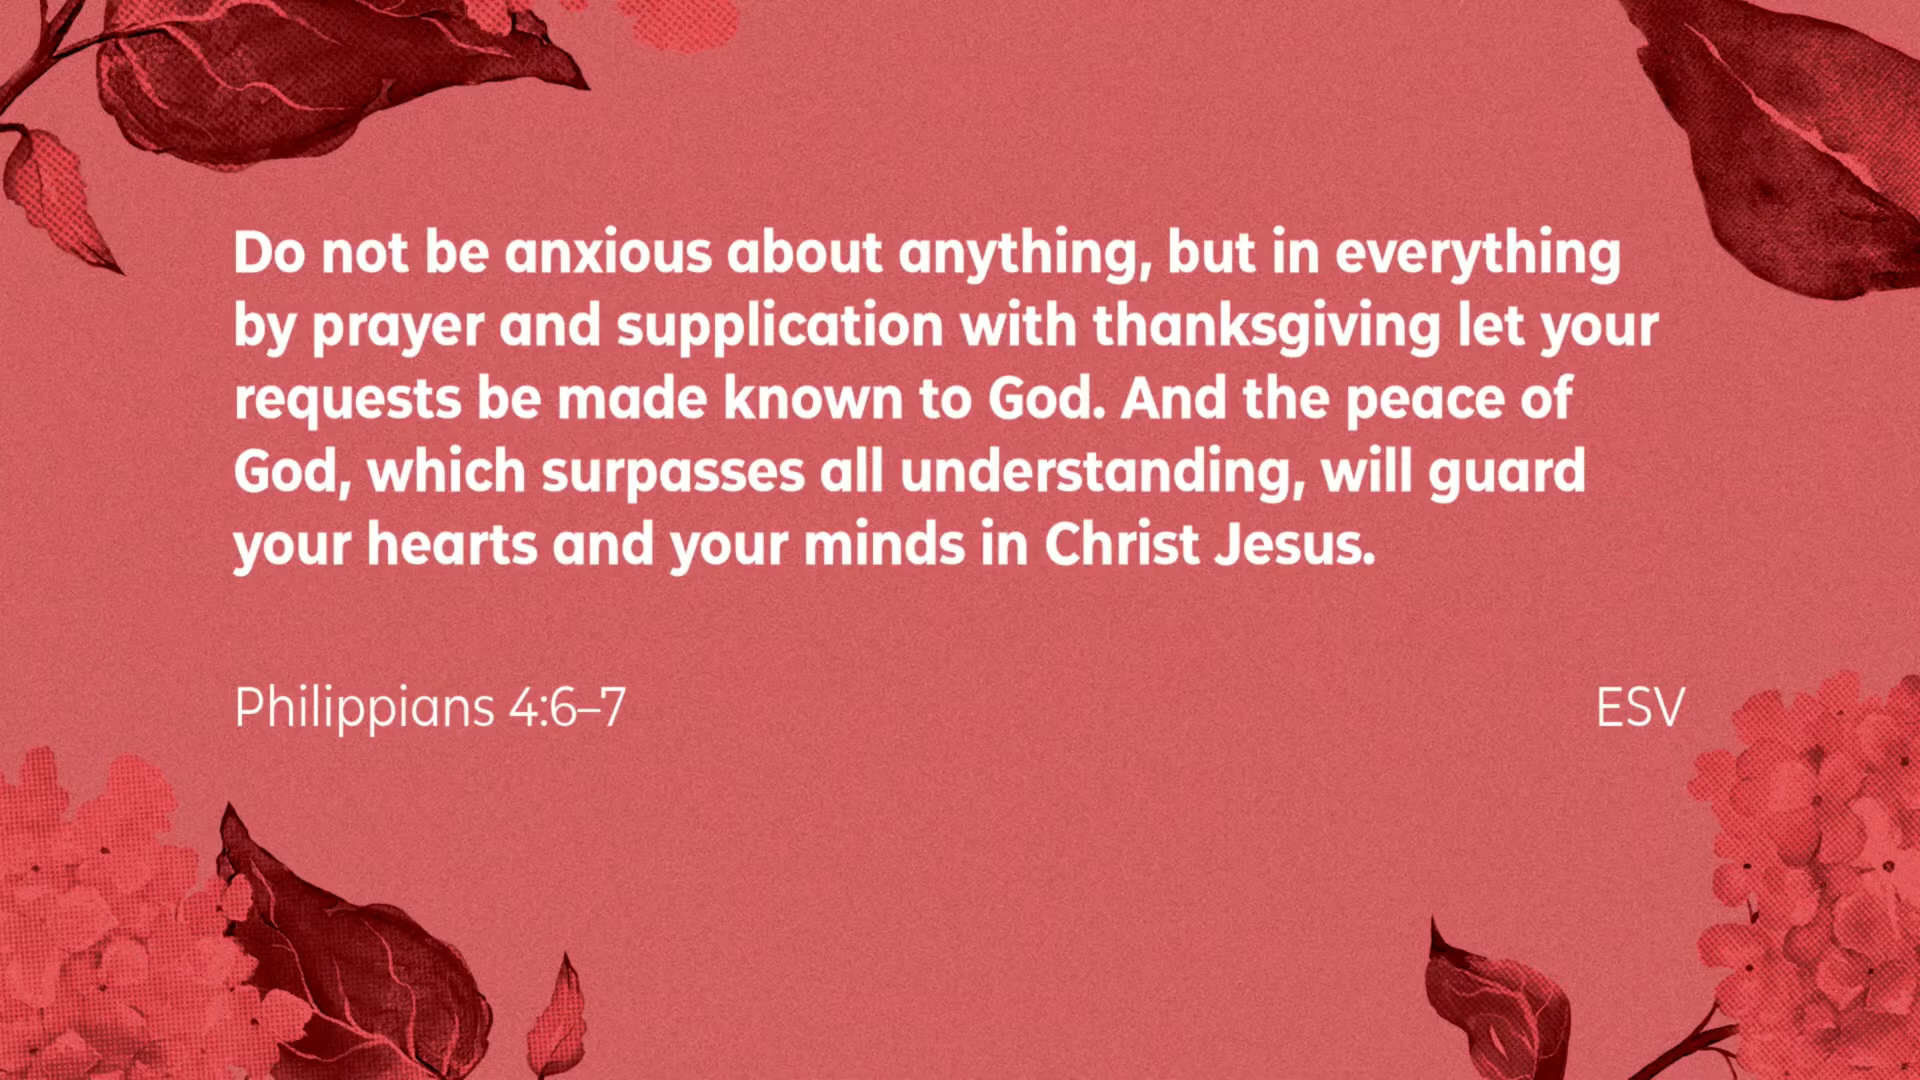 Do not be anxious about anything, but in everything
by prayer and supplication with thanksgiving let your
requests be made known to God. And the peace of
God, which surpasses all understanding, will guard
your hearts and your minds in Christ Jesus.
Philippians 4:6–7
ESV